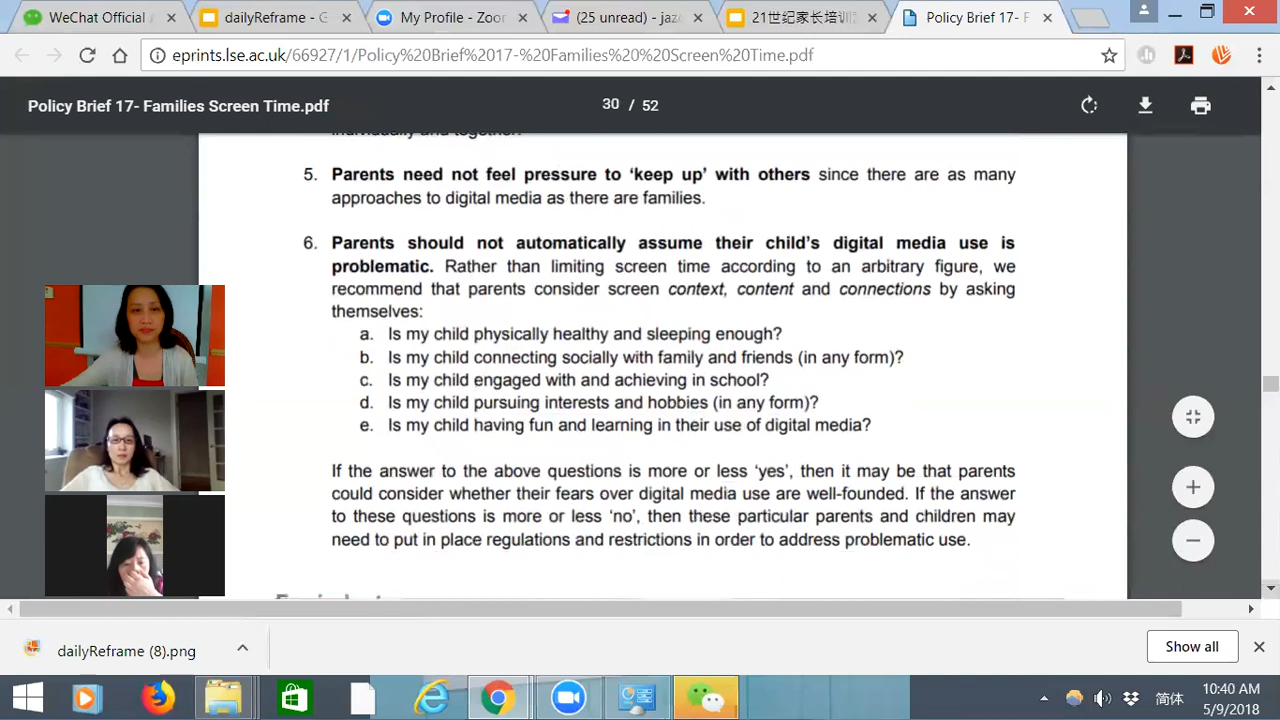 WeChat Official A
dailyReframe - G
My Profile - Zoor
(25 unread) - jaz
21世纪家长培训
Policy Brief 17- F
eprints.lse.ac.uk/66927/1/Policy%20Brief%2017-%20Families%20%20Screen%20Time.pdf
Policy Brief 17- Families Screen Time.pdf
30 / 52
individually and together.
5. Parents need not feel pressure to ‘keep up’ with others since there are as many
approaches to digital media as there are families.
6. Parents should not automatically assume their child’s digital media use is
problematic. Rather than limiting screen time according to an arbitrary figure, we
recommend that parents consider screen context, content and connections by asking
themselves:
a. Is my child physically healthy and sleeping enough?
b. Is my child connecting socially with family and friends (in any form)?
c. Is my child engaged with and achieving in school?
d. Is my child pursuing interests and hobbies (in any form)?
e. Is my child having fun and learning in their use of digital media?
If the answer to the above questions is more or less ‘yes’, then it may be that parents
could consider whether their fears over digital media use are well-founded. If the answer
to these questions is more or less ‘no’, then these particular parents and children may
need to put in place regulations and restrictions in order to address problematic use.
dailyReframe (8).png
Show all
简体
10:40 AM
5/9/2018